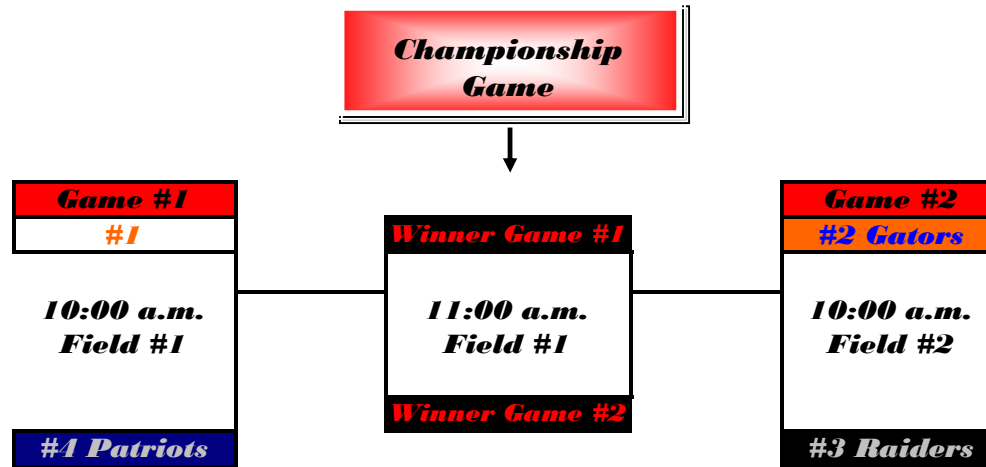 Championship
Game
Game #1
#1
10:00 a.m.
Field #1
#4 Patriots
Winner Game #1
11:00 a.m.
Field #1
Winner Game #2
Game #2
#2 Gators
10:00 a.m.
Field #2
#3 Raiders